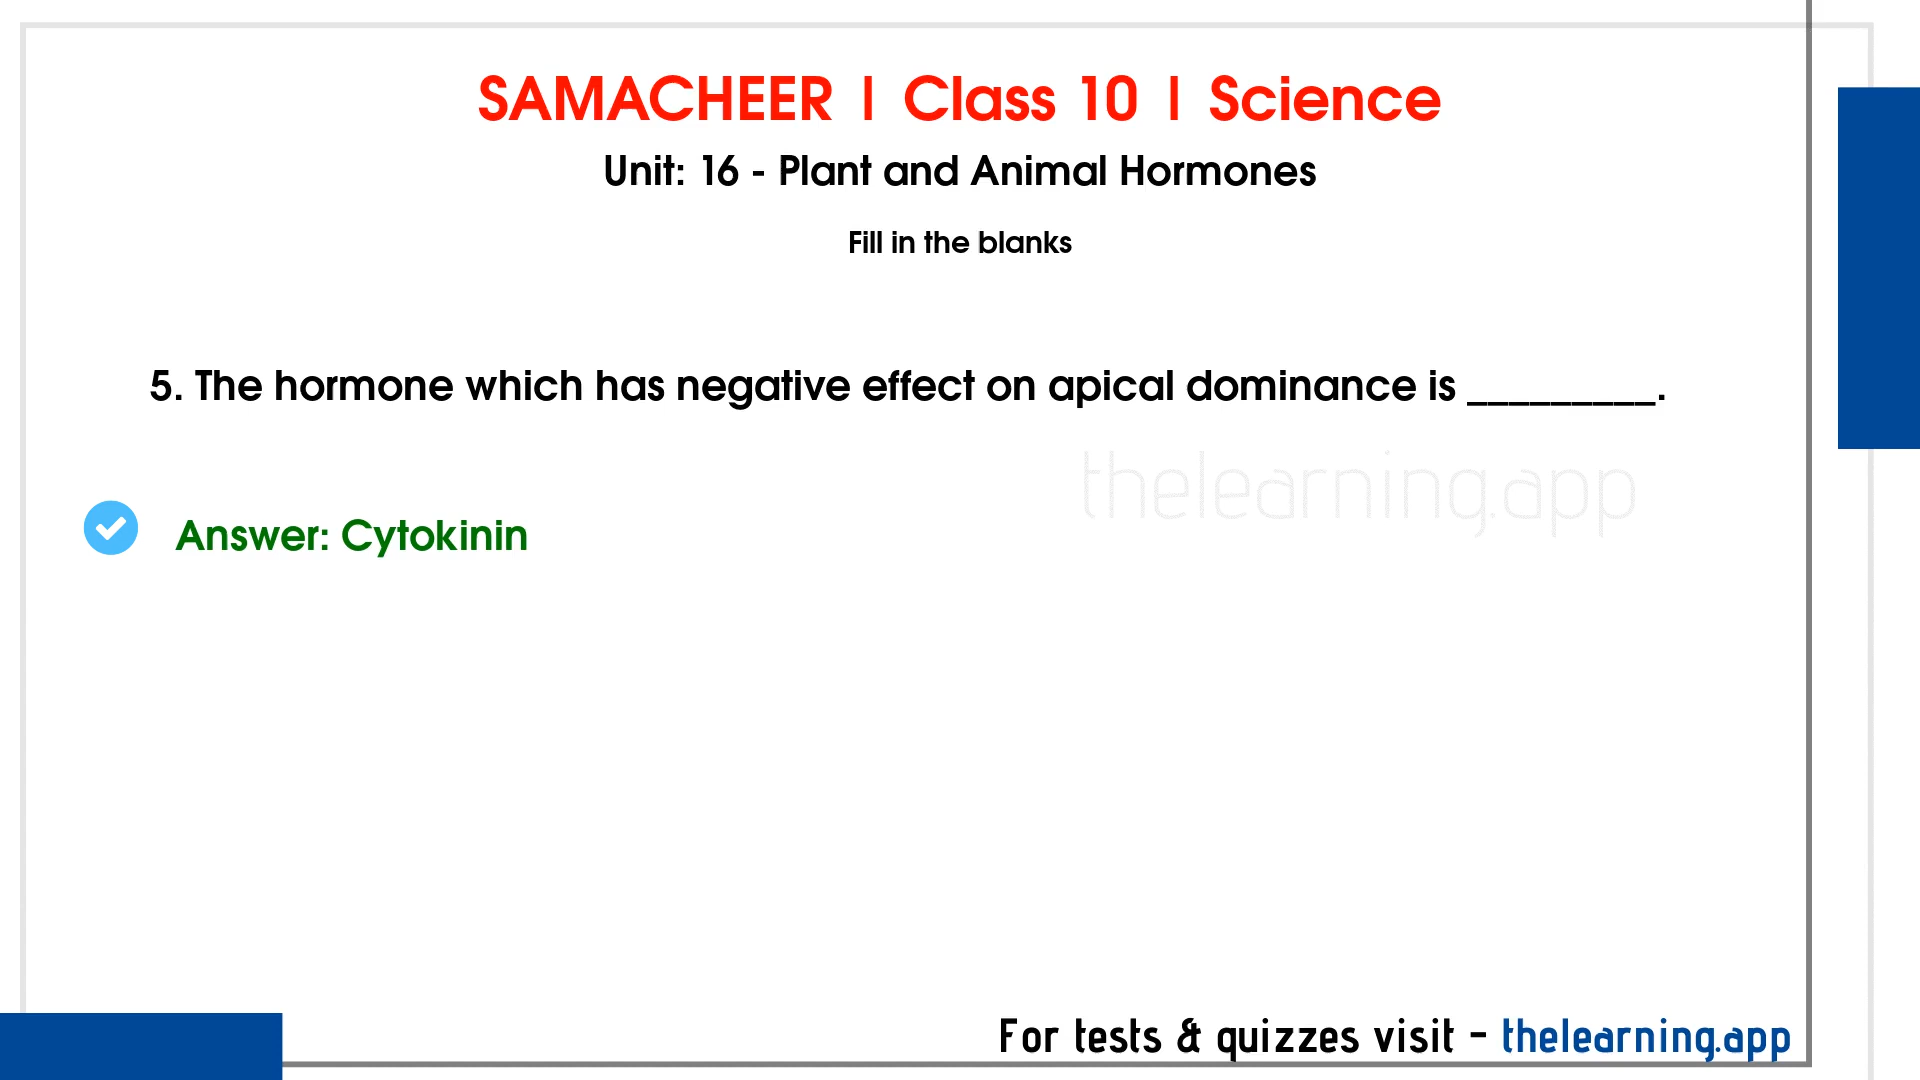 SAMACHEER | Class 10 | Science
Unit: 16 - Plant and Animal Hormones
Fill in the blanks
5. The hormone which has negative effect on apical dominance is _________.
thelearning.app
Answer: Cytokinin
For tests & quizzes visit - thelearning.app